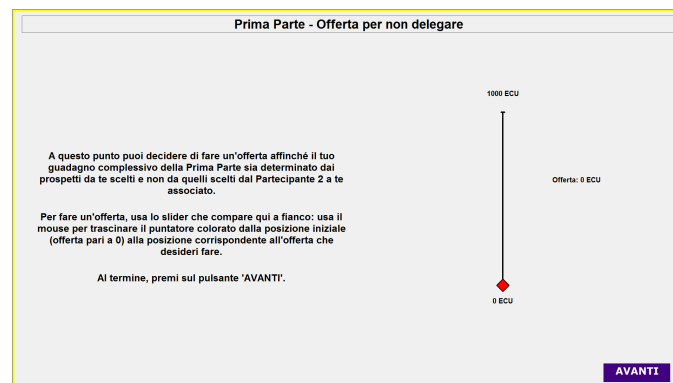 Prima Parte - Offerta per non delegare
1000 ECU
A questo punto puoi decidere di fare un'offerta affinché il tuo
guadagno complessivo della Prima Parte sia determinato dai
prospetti da te scelti e non da quelli scelti dal Partecipante 2 a te
associato.
Offerta: 0 ECU
Per fare un'offerta, usa lo slider che compare qui a fianco: usa il
mouse per trascinare il puntatore colorato dalla posizione iniziale
(offerta pari a 0) alla posizione corrispondente all'offerta che
desideri fare.
Al termine, premi sul pulsante 'AVANTI'.
0 ECU
AVANTI